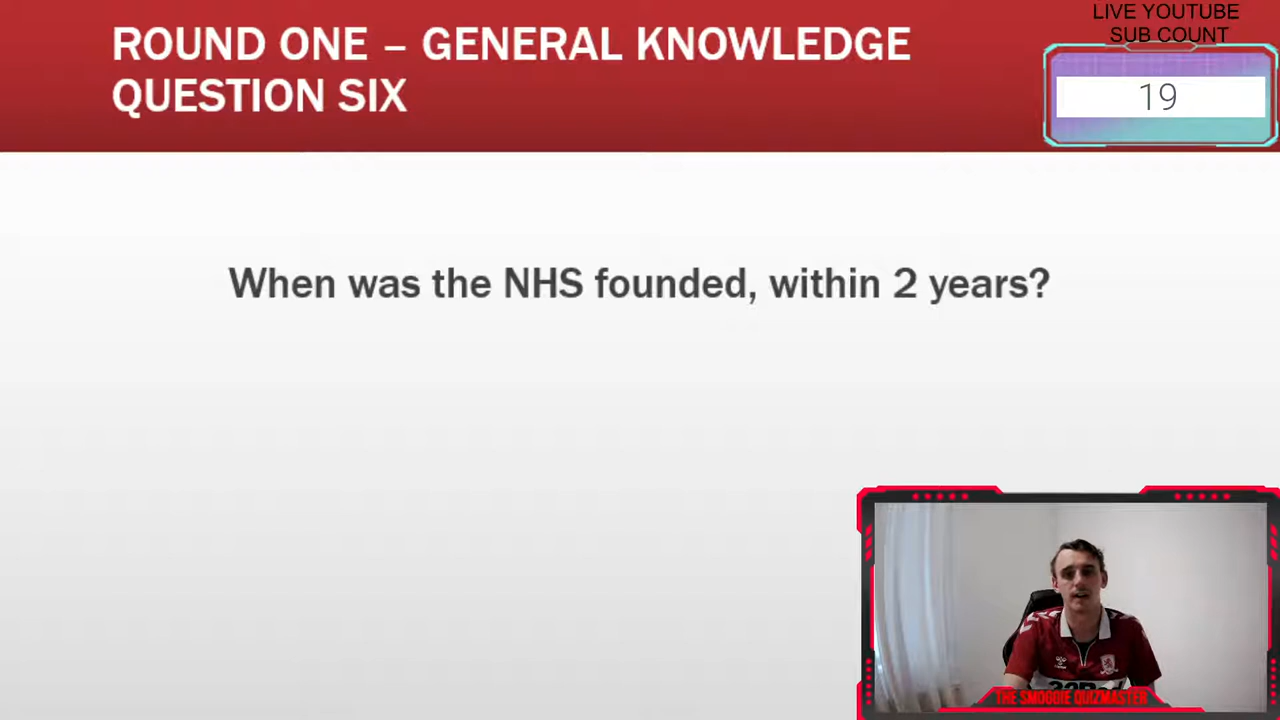 ROUND ONE – GENERAL KNOWLEDGE
QUESTION SIX
LIVE YOUTUBE
SUB COUNT
19
When was the NHS founded, within 2 years?
THE SMOGGIE QUIZMASTER